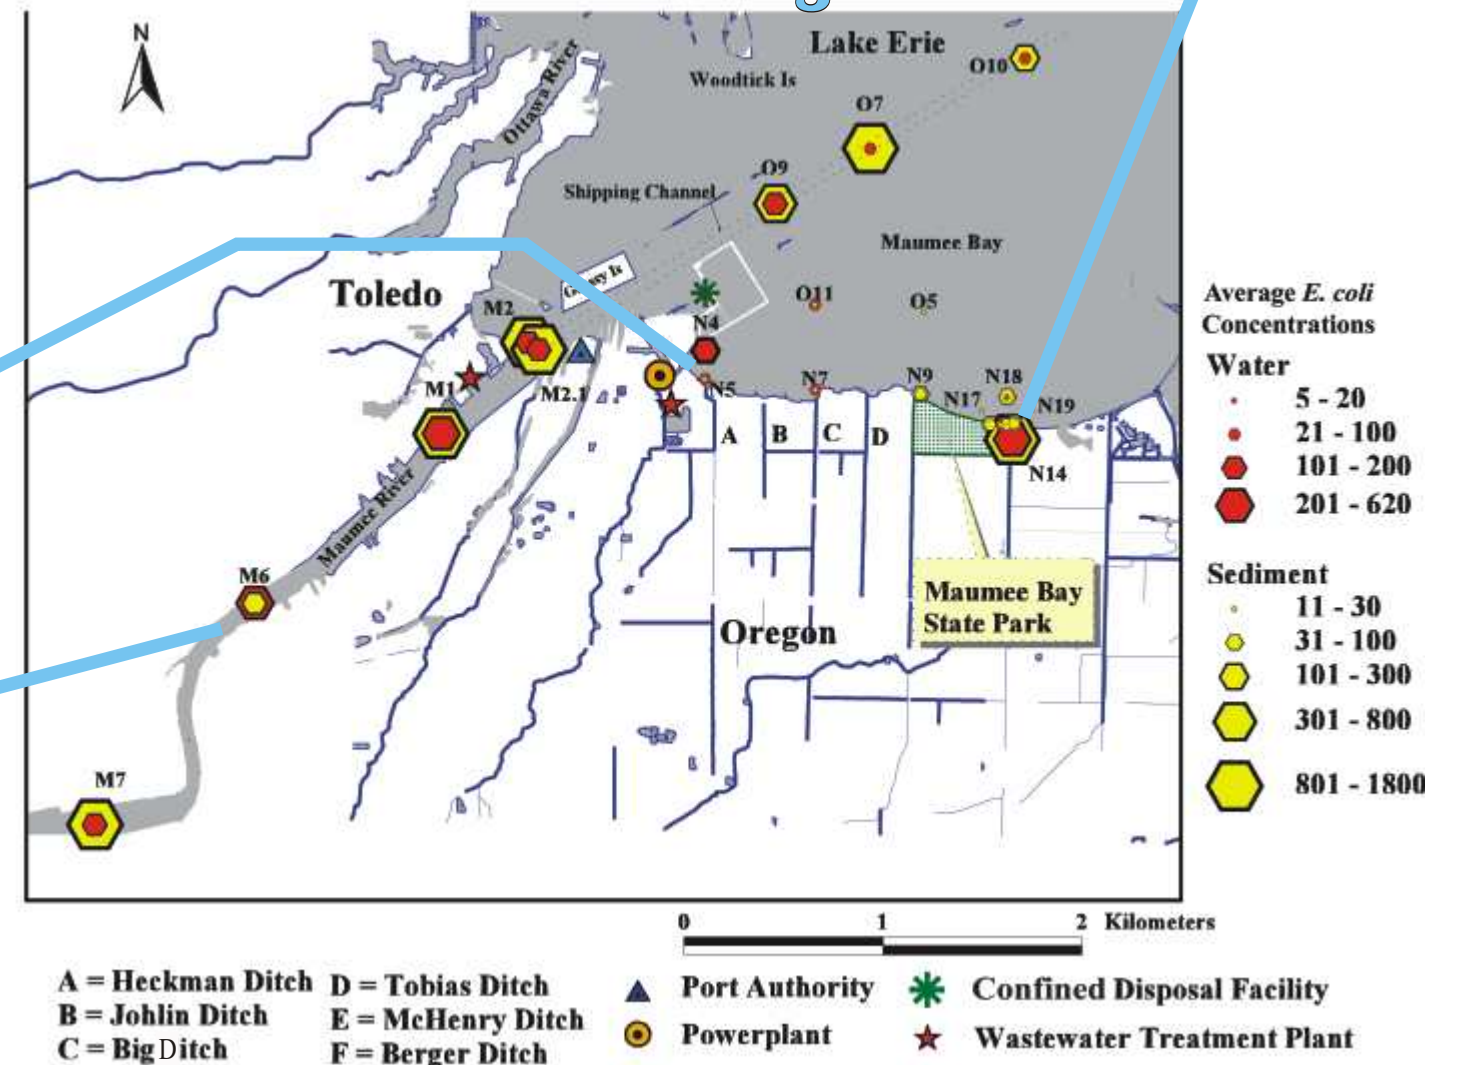 N
Lake Erie
O10
Woodtick Is
Ottawa River
O7
O9
Shipping Channel
Maumee Bay
Toledo
M2
O11
O5
N4
M1
M2.1
N5
N7
N9
N17
N18
N19
A
B
C
D
N14
Maumee River
M6
Maumee Bay
State Park
Oregon
M7
Average E. coli
Concentrations
Water
5 - 20
21 - 100
101 - 200
201 - 620
Sediment
11 - 30
31 - 100
101 - 300
301 - 800
801 - 1800
0 1 2 Kilometers
A = Heckman Ditch
B = Johlin Ditch
C = Big Ditch
D = Tobias Ditch
E = McHenry Ditch
F = Berger Ditch
Port Authority
Powerplant
Confined Disposal Facility
Wastewater Treatment Plant